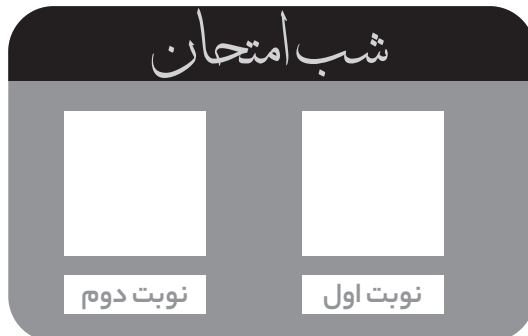 شب امتحان
نوبت اول
نوبت دوم